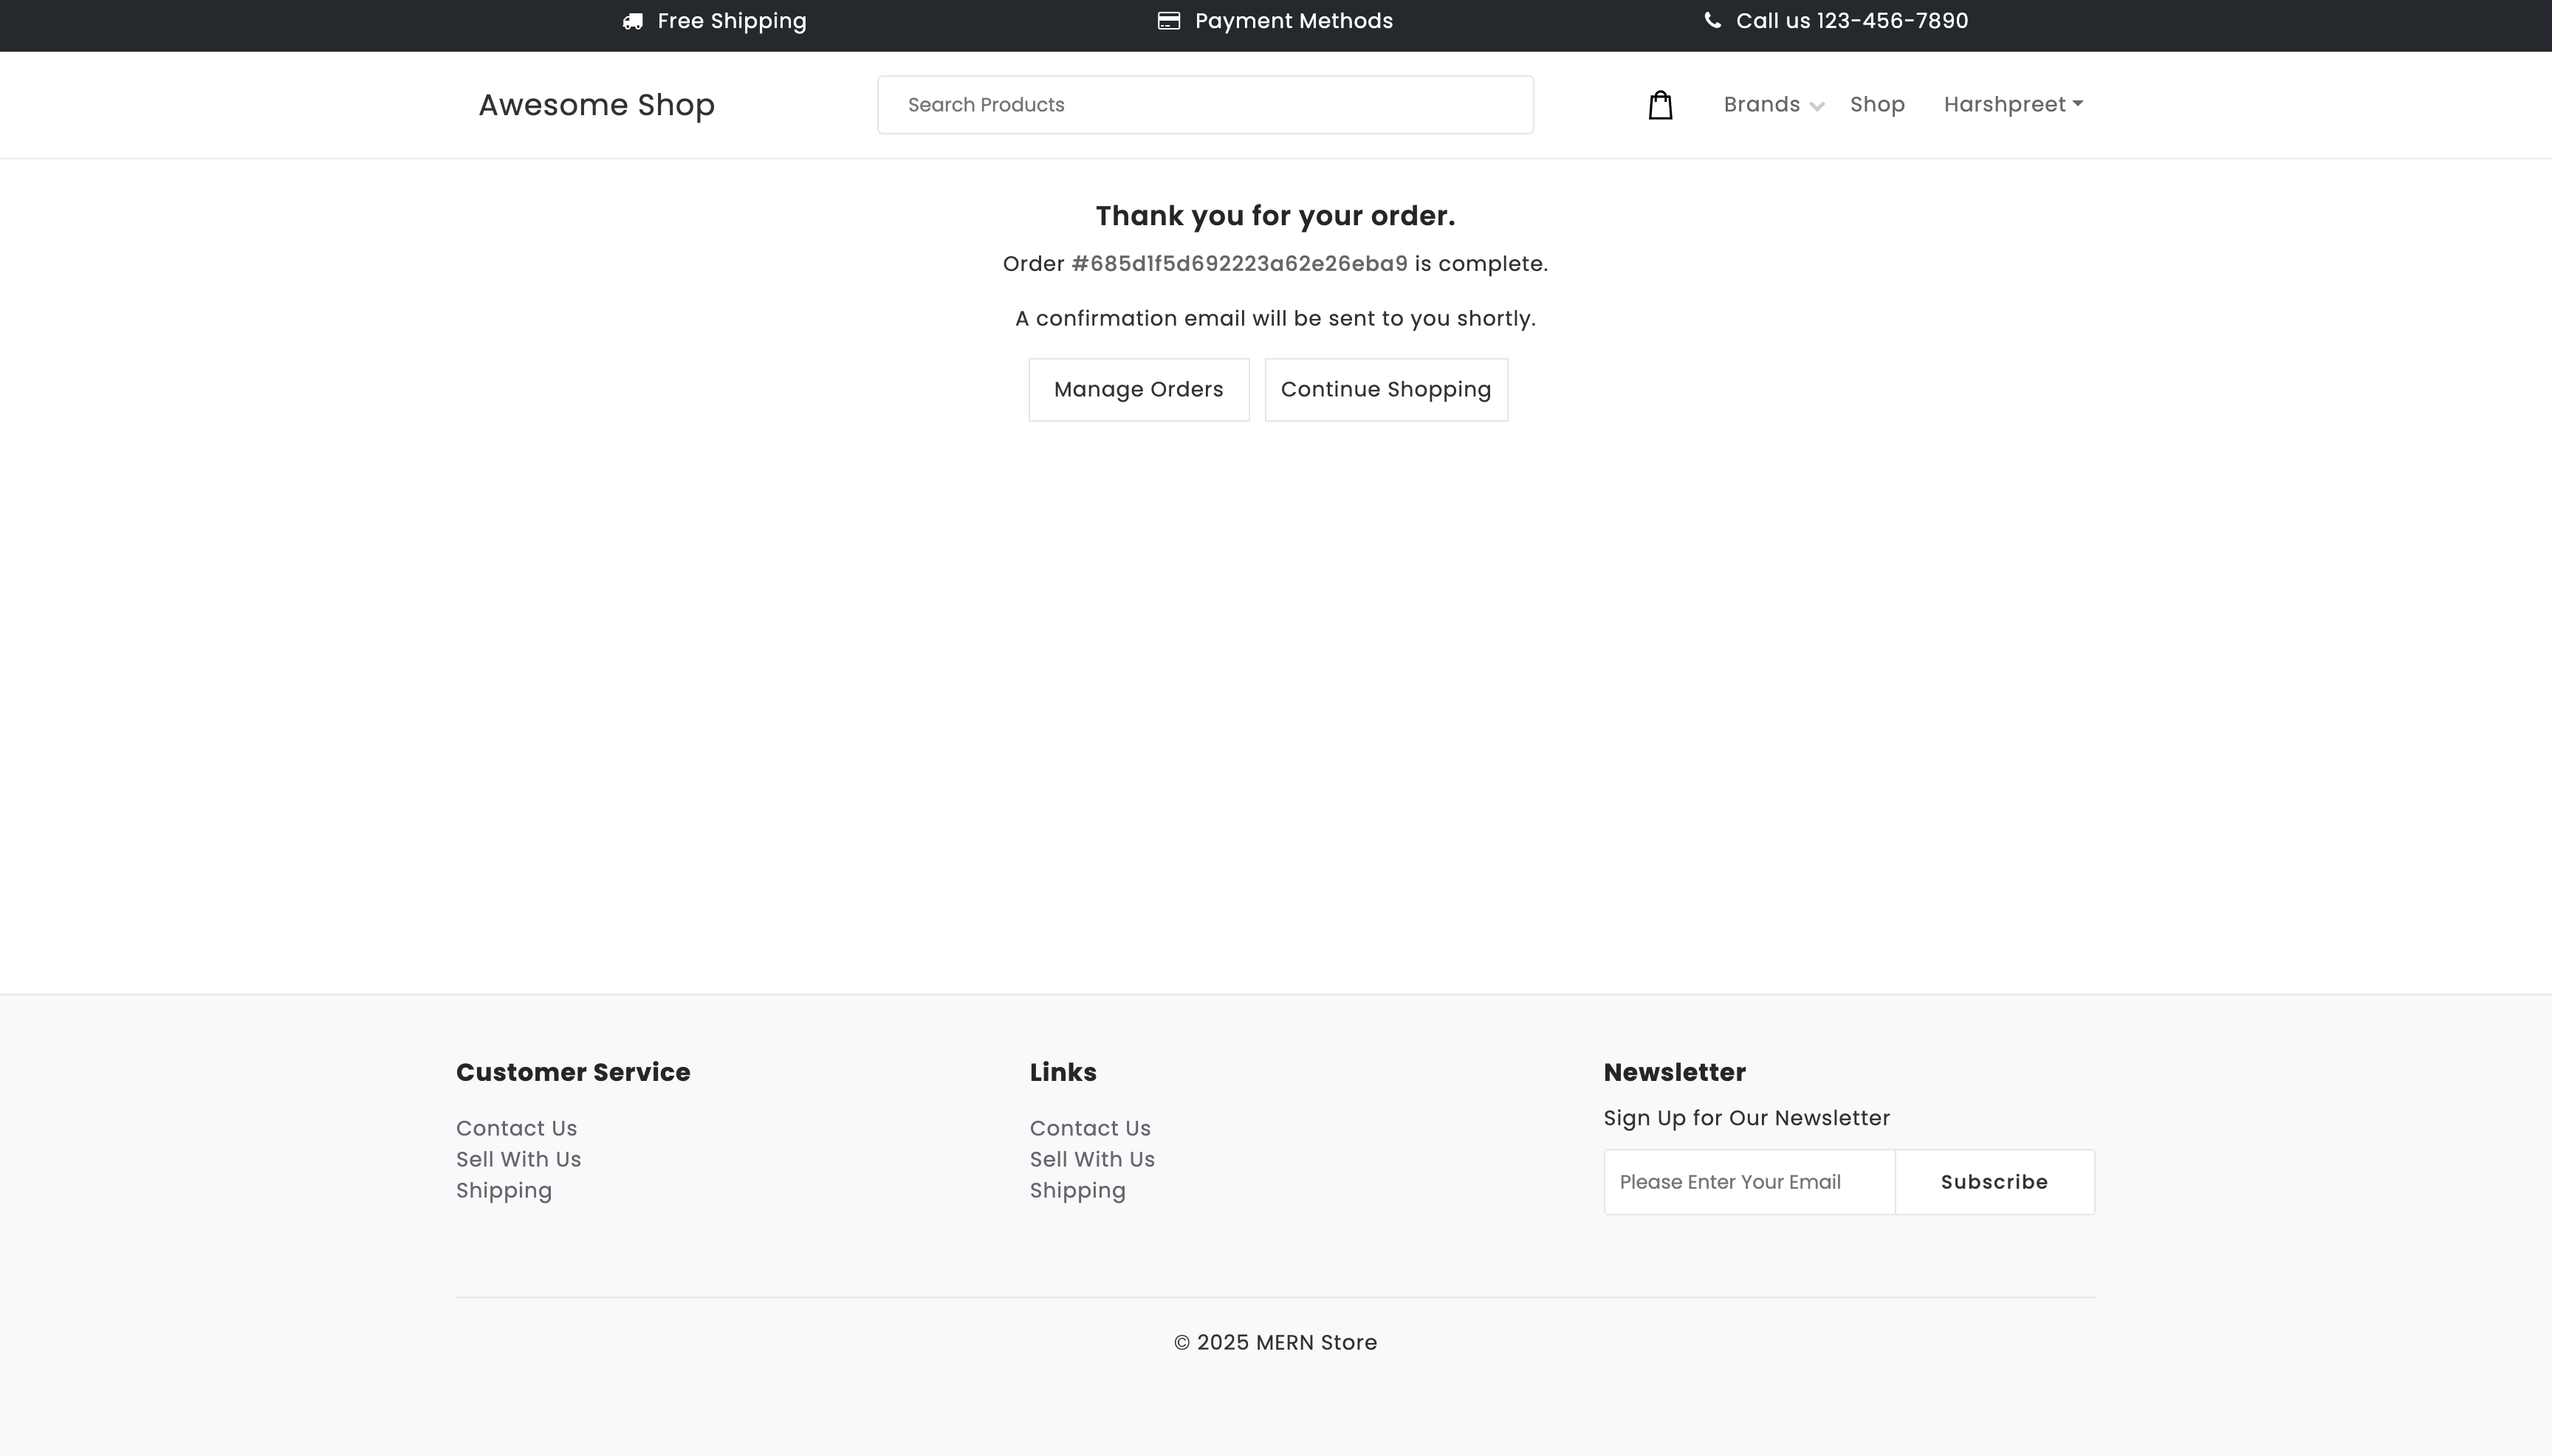 Free Shipping
Payment Methods
Call us 123-456-7890
Awesome Shop
Search Products
Brands
Shop
Harshpreet
Thank you for your order.
Order #685d1f5d692223a62e26eba9 is complete.
A confirmation email will be sent to you shortly.
Manage Orders
Continue Shopping
Customer Service
Contact Us
Sell With Us
Shipping
Links
Contact Us
Sell With Us
Shipping
Newsletter
Sign Up for Our Newsletter
Please Enter Your Email
Subscribe
© 2025 MERN Store